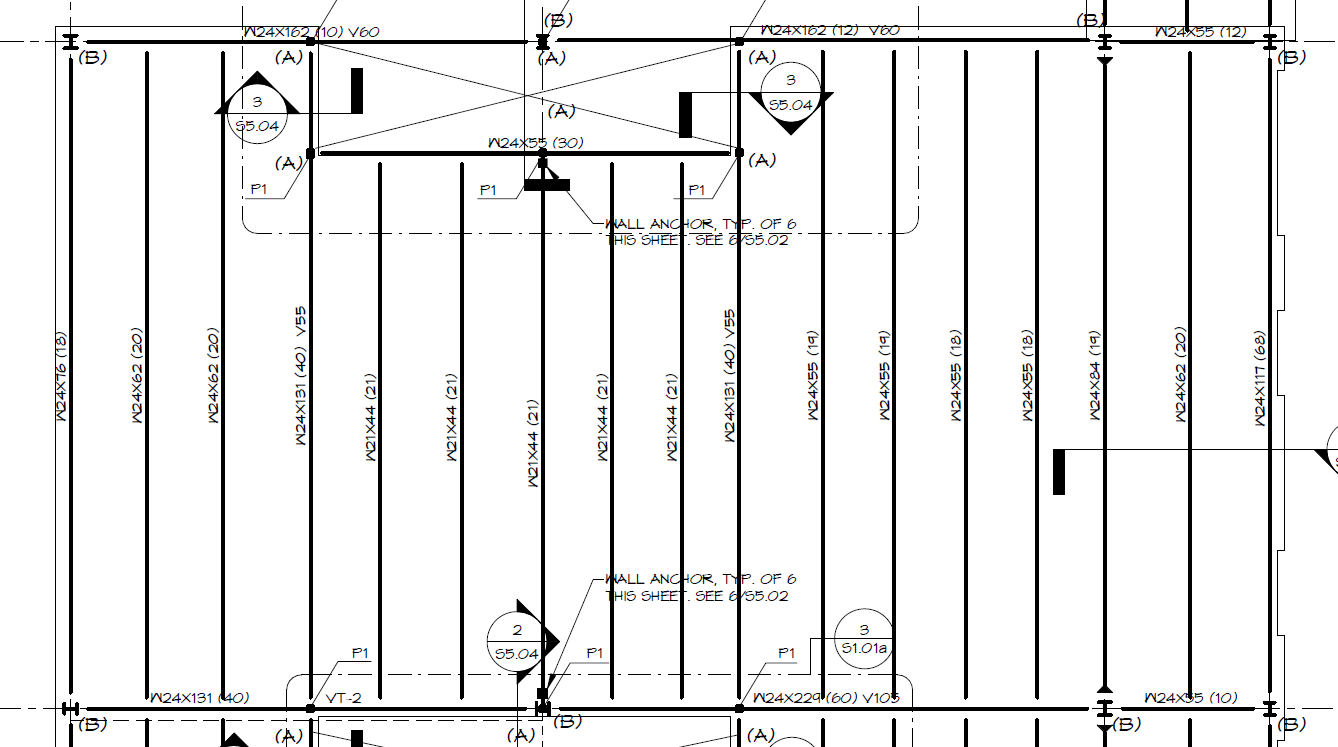 (B)
(B)
W24X162 (10) V60
W24X162 (12) V60
W24X55 (12)
(B)
(A)
(A)
(A)
(B)
3
S5.04
3
S5.04
(A)
W24X55 (30)
(A)
(A)
P1
P1
P1
WALL ANCHOR, TYP. OF 6
THIS SHEET. SEE 6/S5.02
W24X76 (18)
W24X62 (20)
W24X62 (20)
W24X131 (40) V55
W21X44 (21)
W21X44 (21)
W21X44 (21)
W21X44 (21)
W21X44 (21)
W24X131 (40) V55
W24X55 (19)
W24X55 (19)
W24X55 (18)
W24X55 (18)
W24X84 (19)
W24X62 (20)
W24X117 (68)
WALL ANCHOR, TYP. OF 6
THIS SHEET. SEE 6/S5.02
2
S5.04
3
S1.01a
P1
P1
P1
W24X131 (40)
VT-2
W24X229 (60) V105
W24X55 (10)
(B)
(B)
(B)
(B)
(A)
(A)
(A)